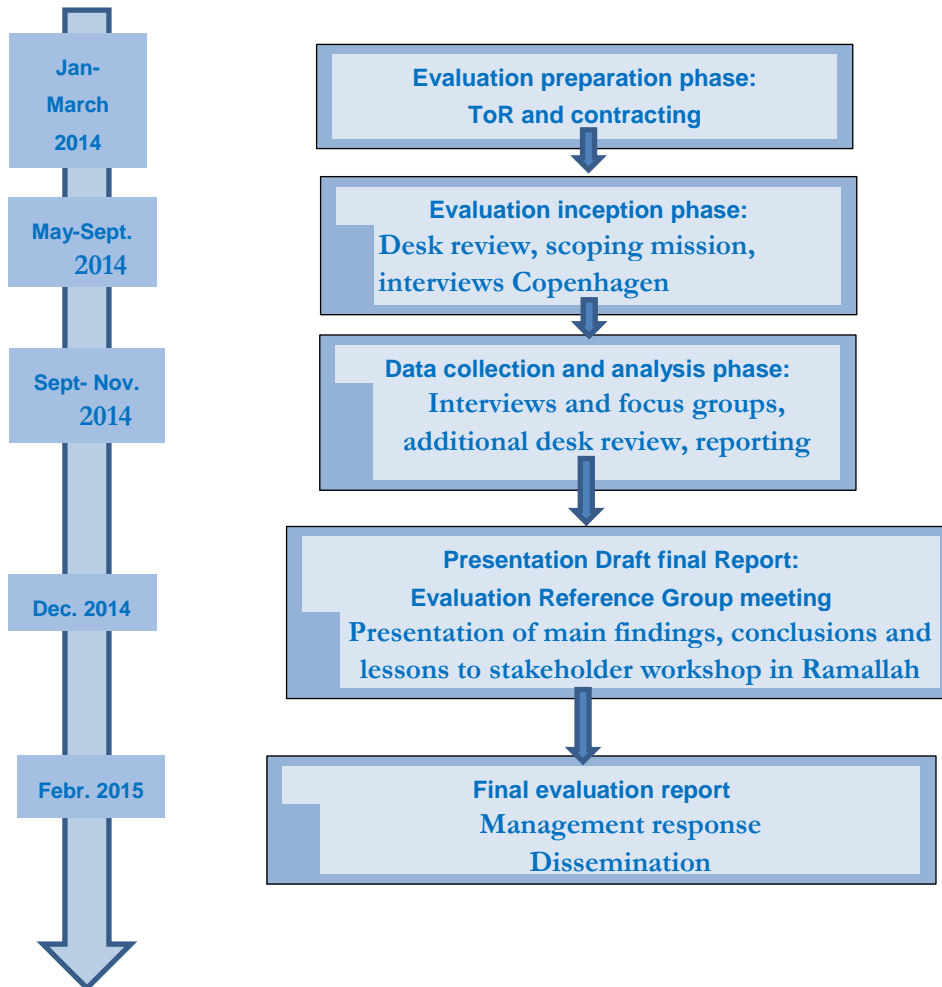 Jan-
March
2014
Evaluation preparation phase:
ToR and contracting
May-Sept.
2014
Evaluation inception phase:
Desk review, scoping mission,
interviews Copenhagen
Sept- Nov.
2014
Data collection and analysis phase:
Interviews and focus groups,
additional desk review, reporting
Dec. 2014
Presentation Draft final Report:
Evaluation Reference Group meeting
Presentation of main findings, conclusions and
lessons to stakeholder workshop in Ramallah
Febr. 2015
Final evaluation report
Management response
Dissemination